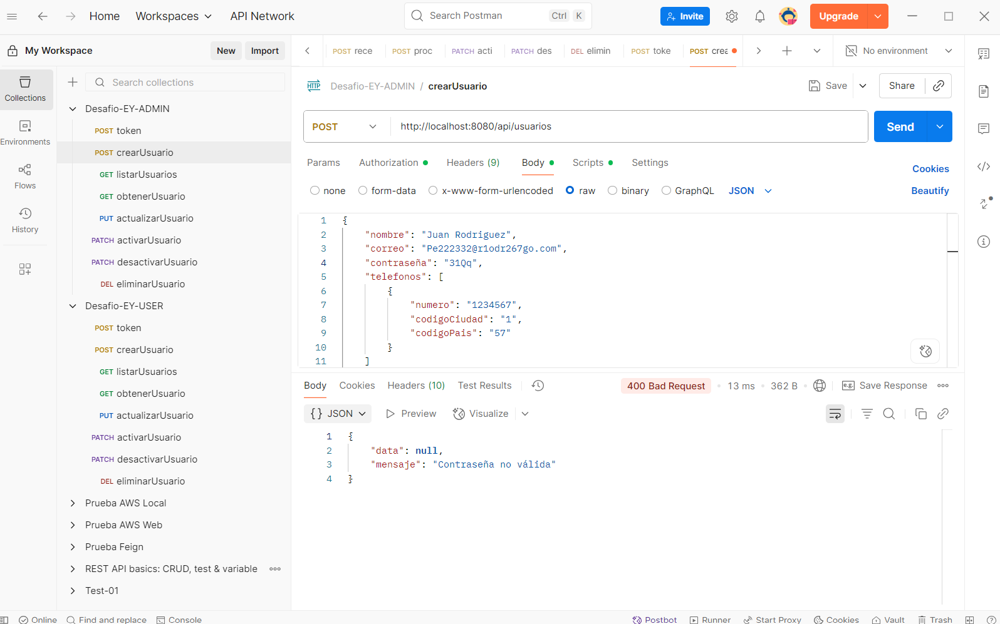 Home Workspaces API Network Search Postman Ctrl K Invite Upgrade
My Workspace New Import POST rece POST proc PATCH acti PATCH des DEL elimin POST toke POST crea No environment
Collections
Environments
Flows
History
Search collections
Desafio-EY-ADMIN
POST token
POST crearUsuario
GET listarUsuarios
GET obtenerUsuario
PUT actualizarUsuario
PATCH activarUsuario
PATCH desactivarUsuario
DEL eliminarUsuario
Desafio-EY-USER
POST token
POST crearUsuario
GET listarUsuarios
GET obtenerUsuario
PUT actualizarUsuario
PATCH activarUsuario
PATCH desactivarUsuario
DEL eliminarUsuario
Prueba AWS Local
Prueba AWS Web
Prueba Feign
REST API basics: CRUD, test & variable
Test-01
HTTP Desafio-EY-ADMIN / crearUsuario Save Share
POST http://localhost:8080/api/usuarios Send
Params Authorization Headers (9) Body Scripts Settings Cookies
none form-data x-www-form-urlencoded raw binary GraphQL JSON Beautify
1 {
2 "nombre": "Juan Rodriguez",
3 "correo": "Pe222332@r1odr267go.com",
4 "contraseña": "31Qq",
5 "telefonos": [
6 {
7 "numero": "1234567",
8 "codigoCiudad": "1",
9 "codigoPais": "57"
10 }
11 ]
Body Cookies Headers (10) Test Results 400 Bad Request 13 ms 362 B e.g. Save Response
{} JSON Preview Visualize
1 {
2 "data": null,
3 "mensaje": "Contraseña no válida"
4 }
Online Find and replace Console Postbot Runner Start Proxy Cookies Vault Trash